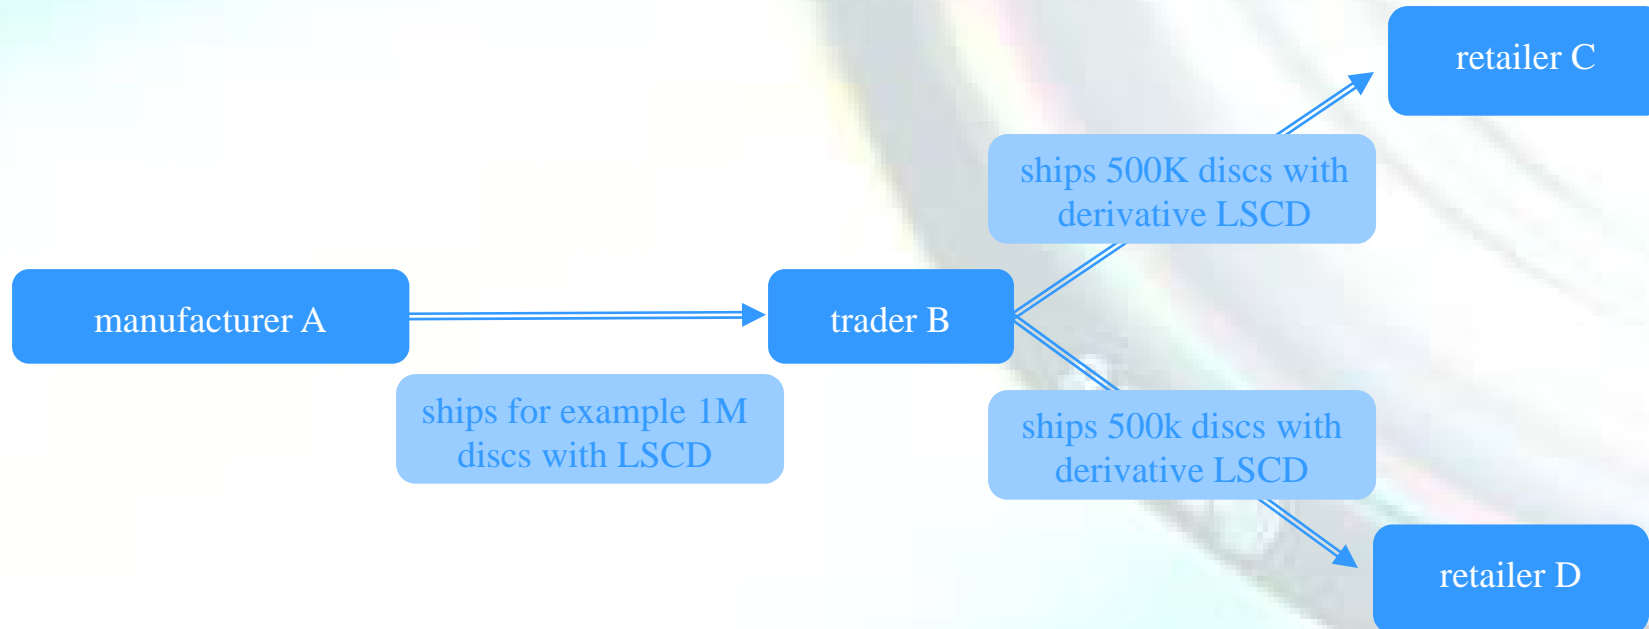 retailer C
ships 500K discs with
derivative LSCD
manufacturer A
trader B
ships for example 1M
discs with LSCD
ships 500k discs with
derivative LSCD
retailer D